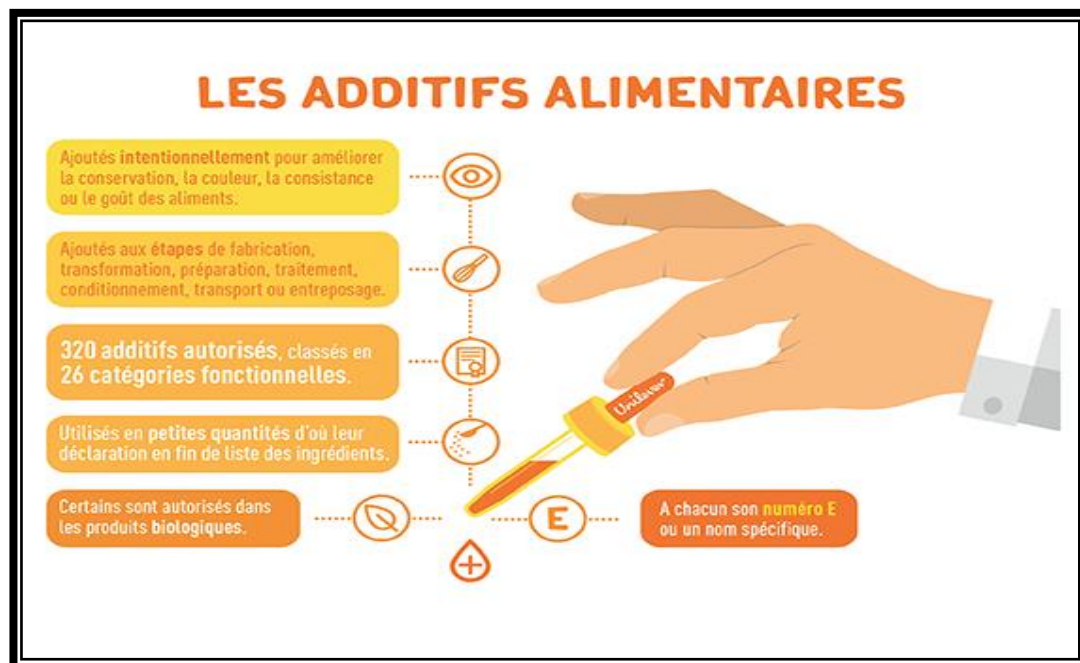 LES ADDITIFS ALIMENTAIRES
Ajoutés intentionnellement pour améliorer
la conservation, la couleur, la consistance
ou le goût des aliments.
Ajoutés aux étapes de fabrication,
transformation, préparation, traitement,
conditionnement, transport ou entreposage.
320 additifs autorisés, classés en
26 catégories fonctionnelles.
Utilisés en petites quantités d'où leur
déclaration en fin de liste des ingrédients.
Unilever
Certains sont autorisés dans
les produits biologiques.
E
A chacun son numéro E
ou un nom spécifique.